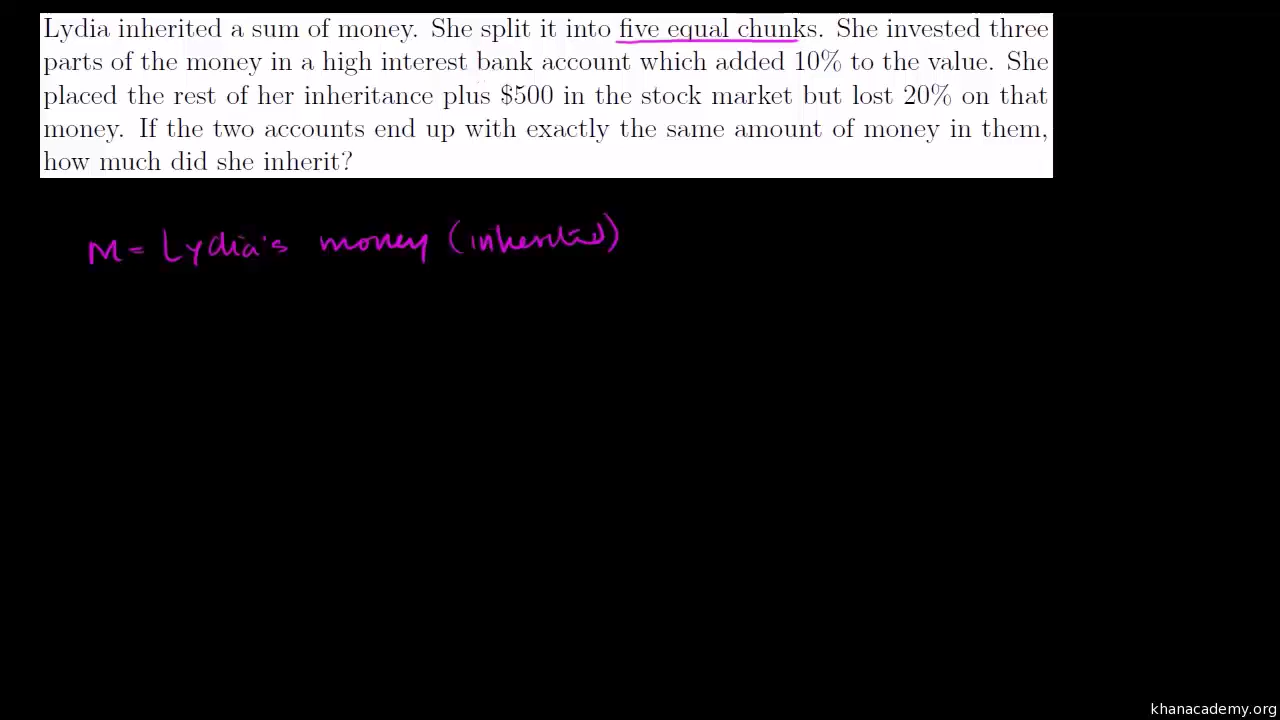 Lydia inherited a sum of money. She split it into five equal chunks. She invested three
parts of the money in a high interest bank account which added 10% to the value. She
placed the rest of her inheritance plus $500 in the stock market but lost 20% on that
money. If the two accounts end up with exactly the same amount of money in them,
how much did she inherit?
M = Lydia's money (inherited)
khanacademy.org